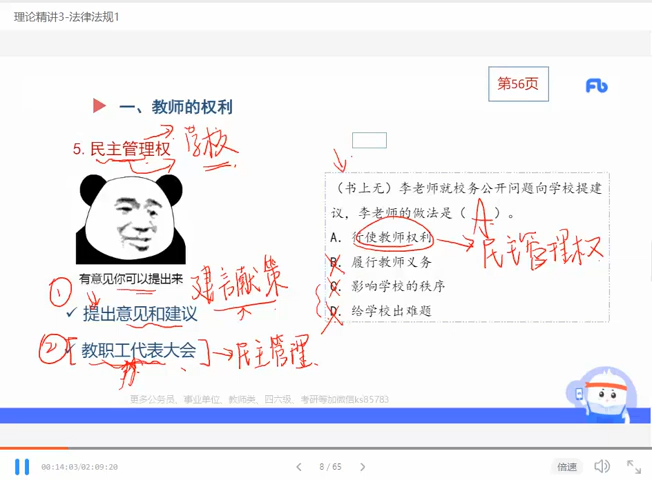 理论精讲3-法律法规1
第56页
一、教师的权利
5. 民主管理权
学校
有意见你可以提出来
① 建言献策
✓ 提出意见和建议
② [教职工代表大会] → 民主管理
（书上无）李老师就校务公开问题向学校提建
议，李老师的做法是（ A ）。
A. 行使教师权利 → 民主管理权
B. 履行教师义务
C. 影响学校的秩序
D. 给学校出难题
更多公务员、事业单位、教师类、四六级、考研等加微信ks85783
00:14:03/02:09:20
8 / 65
倍速